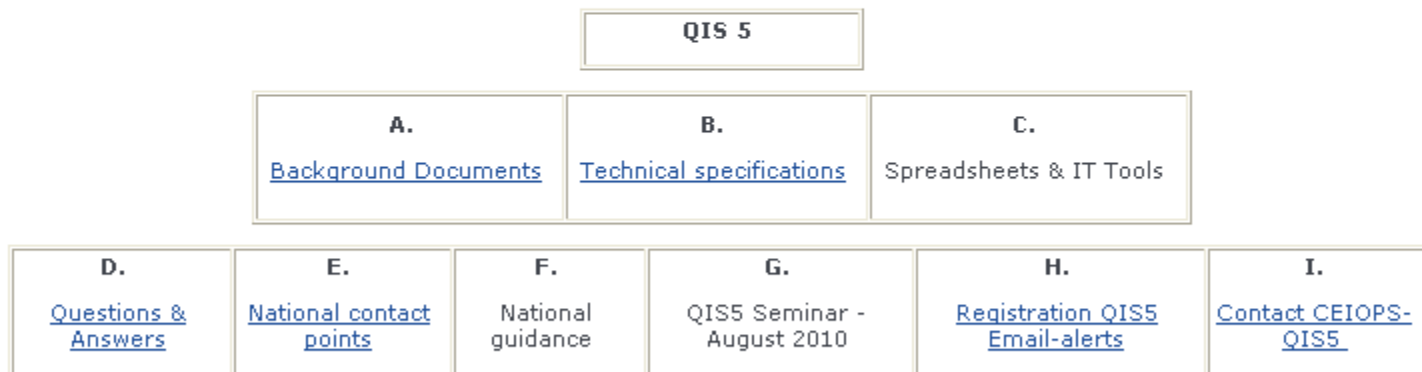 QIS 5
A. B. C.
Background Documents Technical specifications Spreadsheets & IT Tools
D. E. F. G. H. I.
Questions & National contact National QIS5 Seminar - Registration QIS5 Contact CEIOPS-
Answers points guidance August 2010 Email-alerts QIS5